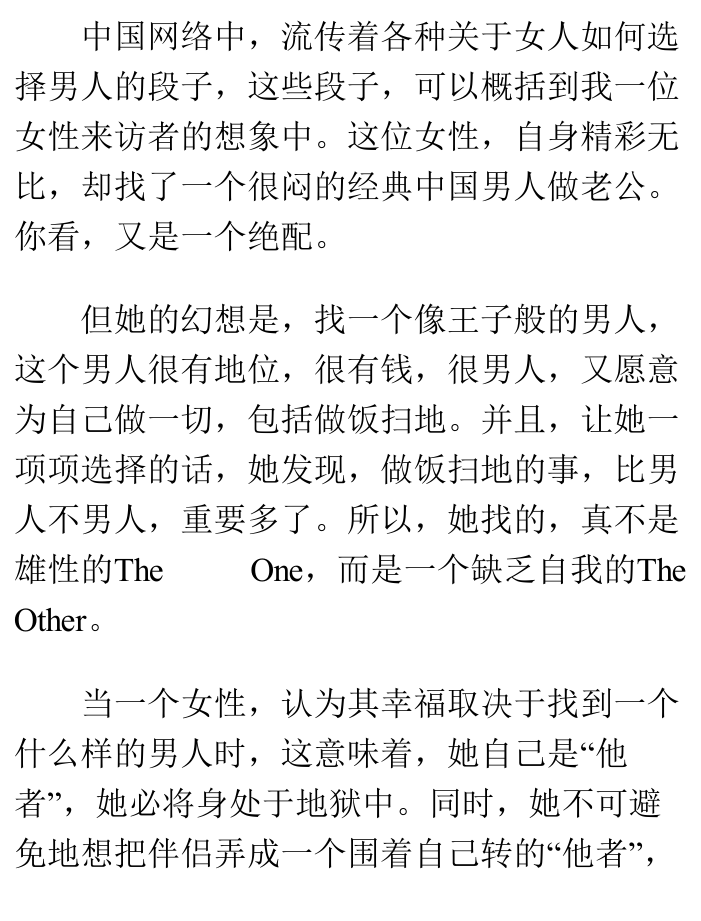 中国网络中，流传着各种关于女人如何选
择男人的段子，这些段子，可以概括到我一位
女性来访者的想象中。这位女性，自身精彩无
比，却找了一个很闷的经典中国男人做老公。
你看，又是一个绝配。
但她的幻想是，找一个像王子般的男人，
这个男人很有地位，很有钱，很男人，又愿意
为自己做一切，包括做饭扫地。并且，让她一
项项选择的话，她发现，做饭扫地的事，比男
人不男人，重要多了。所以，她找的，真不是
雄性的The One，而是一个缺乏自我的The
Other。
当一个女性，认为其幸福取决于找到一个
什么样的男人时，这意味着，她自己是“他
者”，她必将身处于地狱中。同时，她不可避
免地想把伴侣弄成一个围着自己转的“他者”，